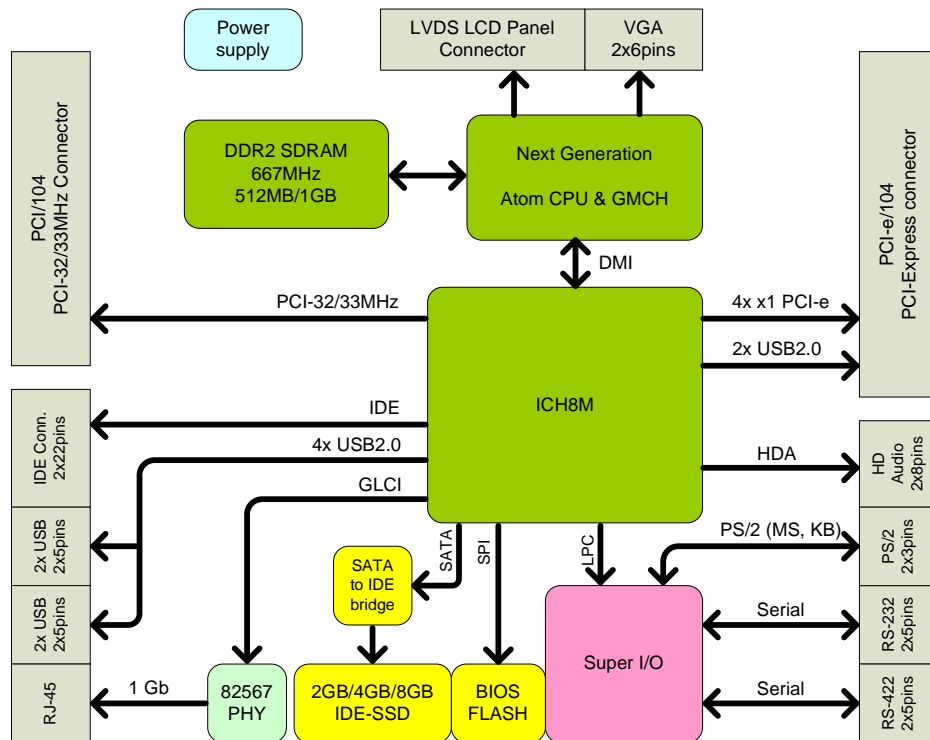 Power
supply
LVDS LCD Panel
Connector
VGA
2x6pins
PCI/104
PCI-32/33MHz Connector
DDR2 SDRAM
667MHz
512MB/1GB
Next Generation
Atom CPU & GMCH
PCI-e/104
PCI-Express connector
DMI
PCI-32/33MHz
4x x1 PCI-e
2x USB2.0
ICH8M
IDE Conn.
2x22pins
IDE
4x USB2.0
GLCI
HDA
HD
Audio
2x8pins
2x USB
2x5pins
SATA
SPI
LPC
PS/2 (MS, KB)
PS/2
2x3pins
SATA
to IDE
bridge
2x USB
2x5pins
Serial
RS-232
2x5pins
Super I/O
RJ-45
1 Gb
82567
PHY
2GB/4GB/8GB
IDE-SSD
BIOS
FLASH
Serial
RS-422
2x5pins